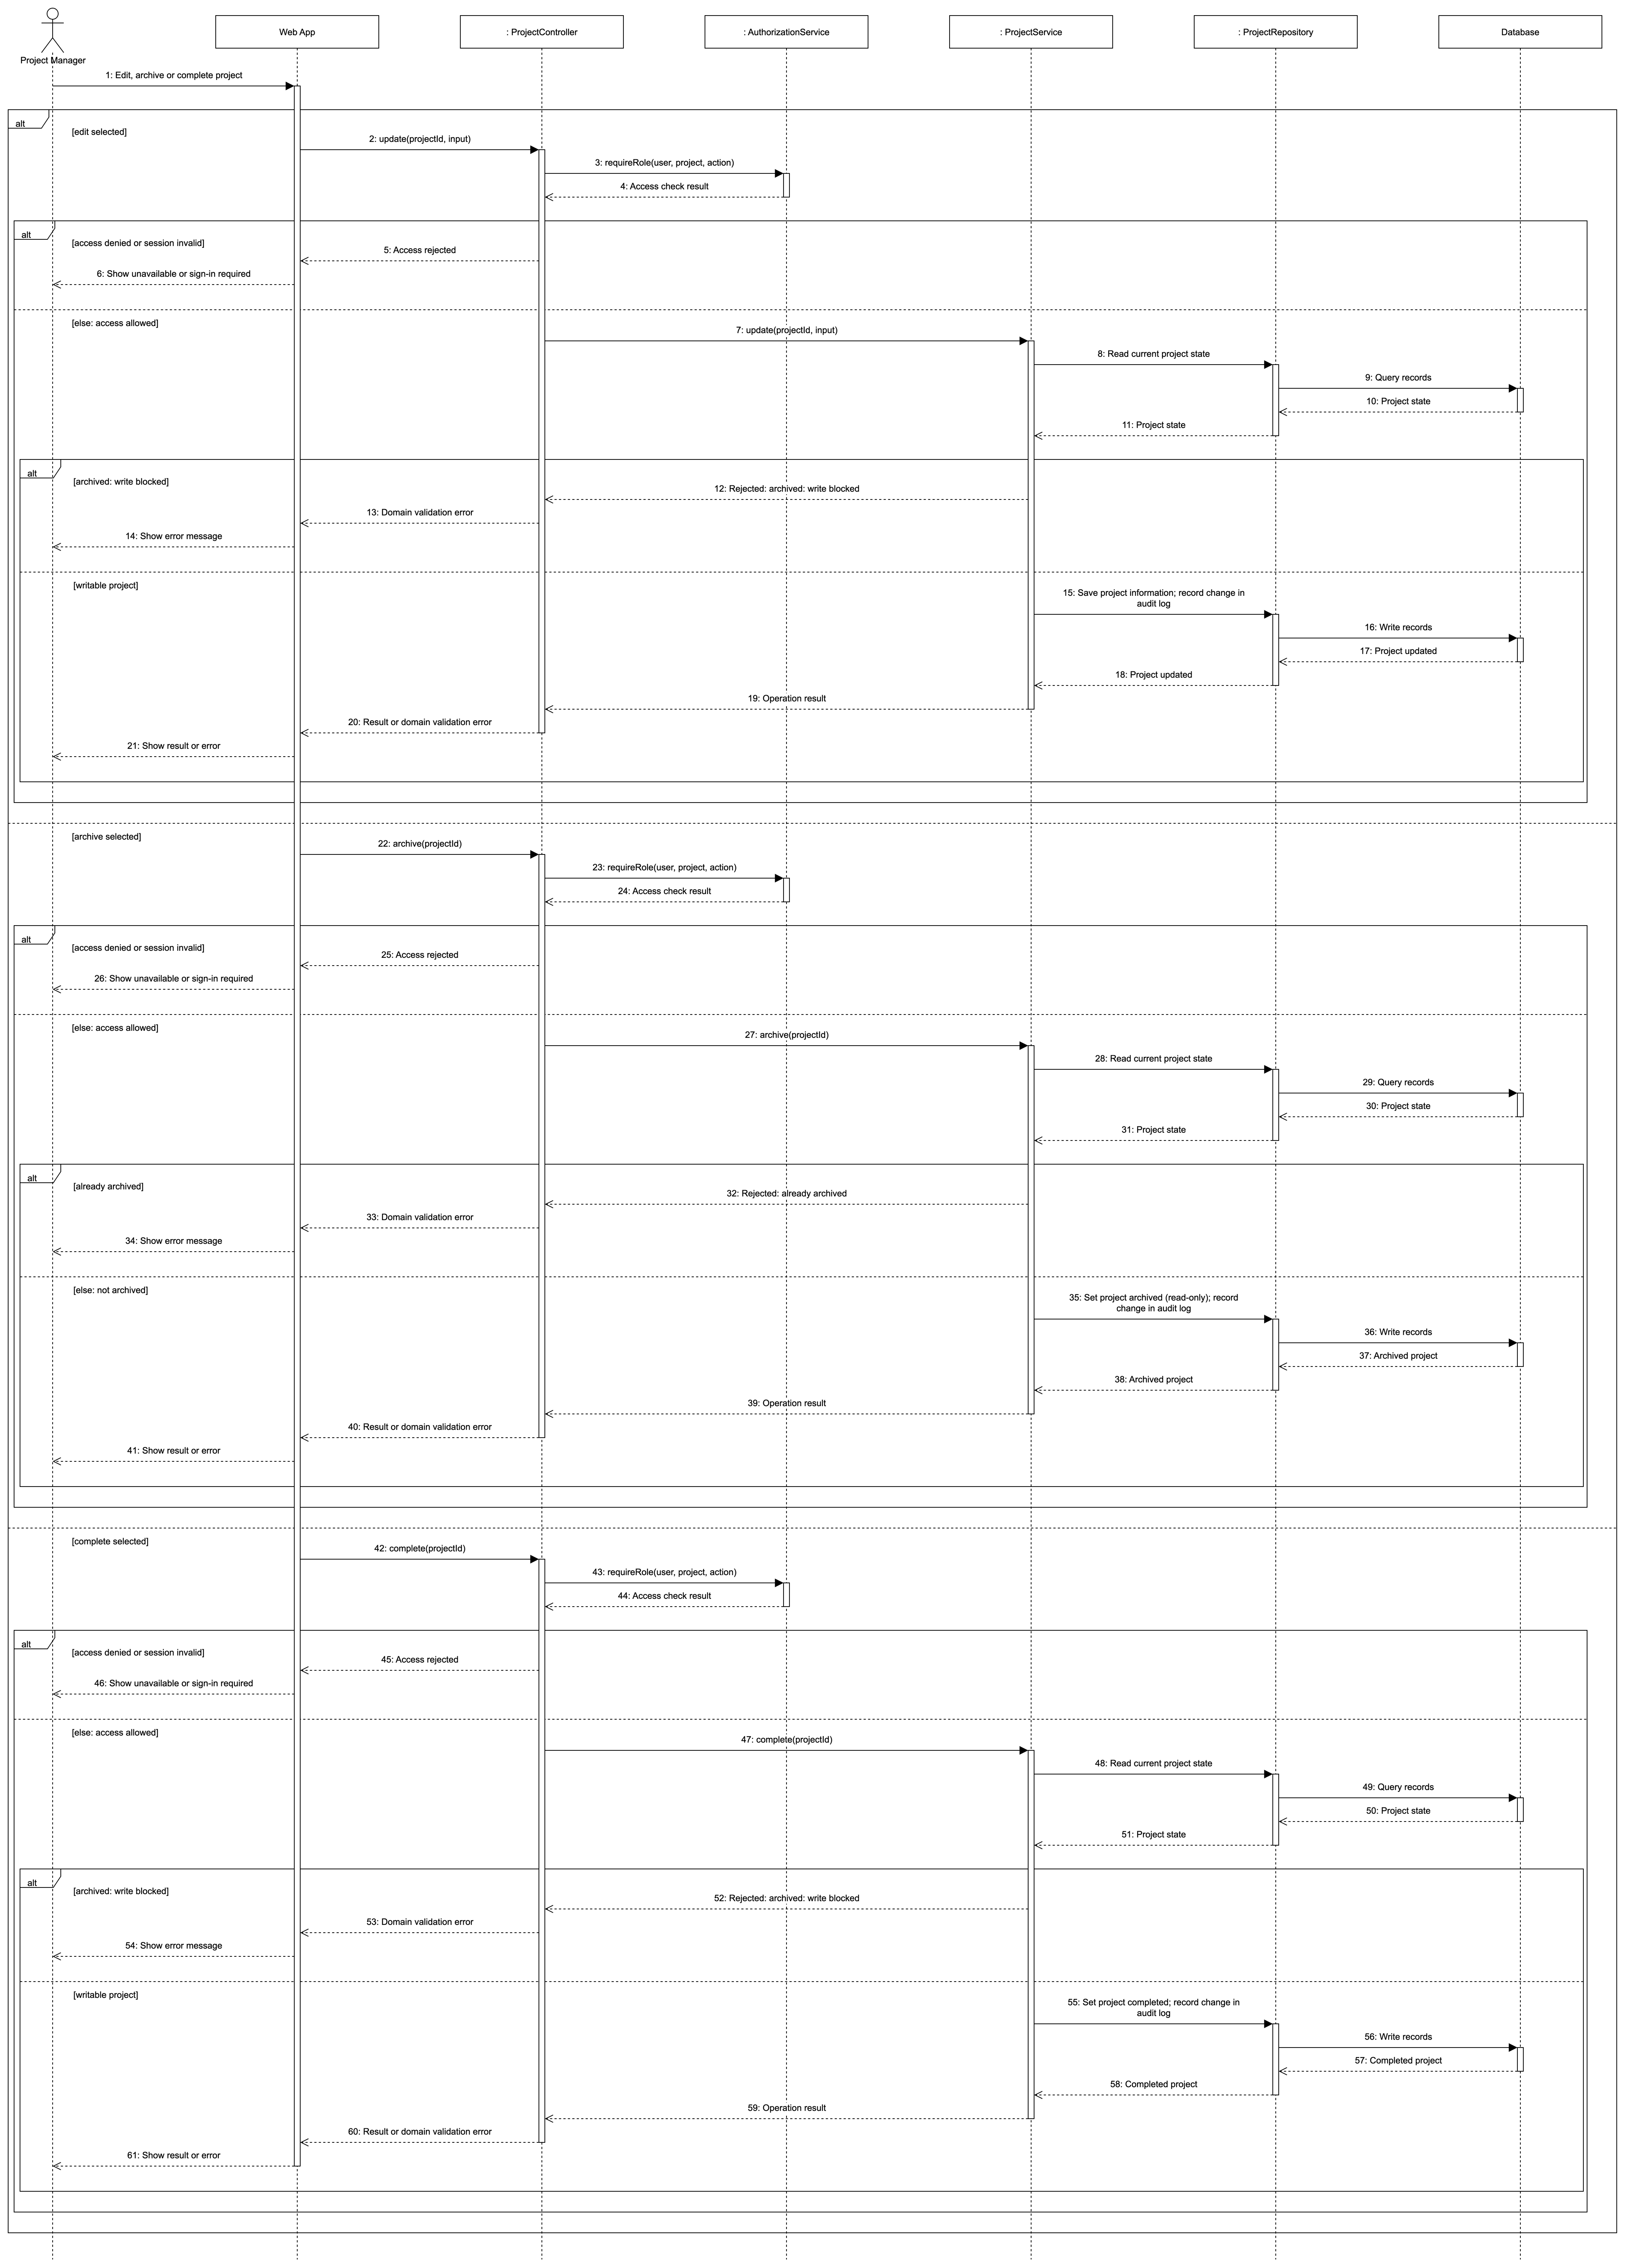 Web App
: ProjectController
: AuthorizationService
: ProjectService
: ProjectRepository
Database
Project Manager
1: Edit, archive or complete project
alt
[edit selected]
2: update(projectId, input)
3: requireRole(user, project, action)
4: Access check result
alt
[access denied or session invalid]
5: Access rejected
6: Show unavailable or sign-in required
[else: access allowed]
7: update(projectId, input)
8: Read current project state
9: Query records
10: Project state
11: Project state
alt
[archived: write blocked]
12: Rejected: archived: write blocked
13: Domain validation error
14: Show error message
[writable project]
15: Save project information; record change in
audit log
16: Write records
17: Project updated
18: Project updated
19: Operation result
20: Result or domain validation error
21: Show result or error
[archive selected]
22: archive(projectId)
23: requireRole(user, project, action)
24: Access check result
alt
[access denied or session invalid]
25: Access rejected
26: Show unavailable or sign-in required
[else: access allowed]
27: archive(projectId)
28: Read current project state
29: Query records
30: Project state
31: Project state
alt
[already archived]
32: Rejected: already archived
33: Domain validation error
34: Show error message
[else: not archived]
35: Set project archived (read-only); record
change in audit log
36: Write records
37: Archived project
38: Archived project
39: Operation result
40: Result or domain validation error
41: Show result or error
[complete selected]
42: complete(projectId)
43: requireRole(user, project, action)
44: Access check result
alt
[access denied or session invalid]
45: Access rejected
46: Show unavailable or sign-in required
[else: access allowed]
47: complete(projectId)
48: Read current project state
49: Query records
50: Project state
51: Project state
alt
[archived: write blocked]
52: Rejected: archived: write blocked
53: Domain validation error
54: Show error message
[writable project]
55: Set project completed; record change in
audit log
56: Write records
57: Completed project
58: Completed project
59: Operation result
60: Result or domain validation error
61: Show result or error